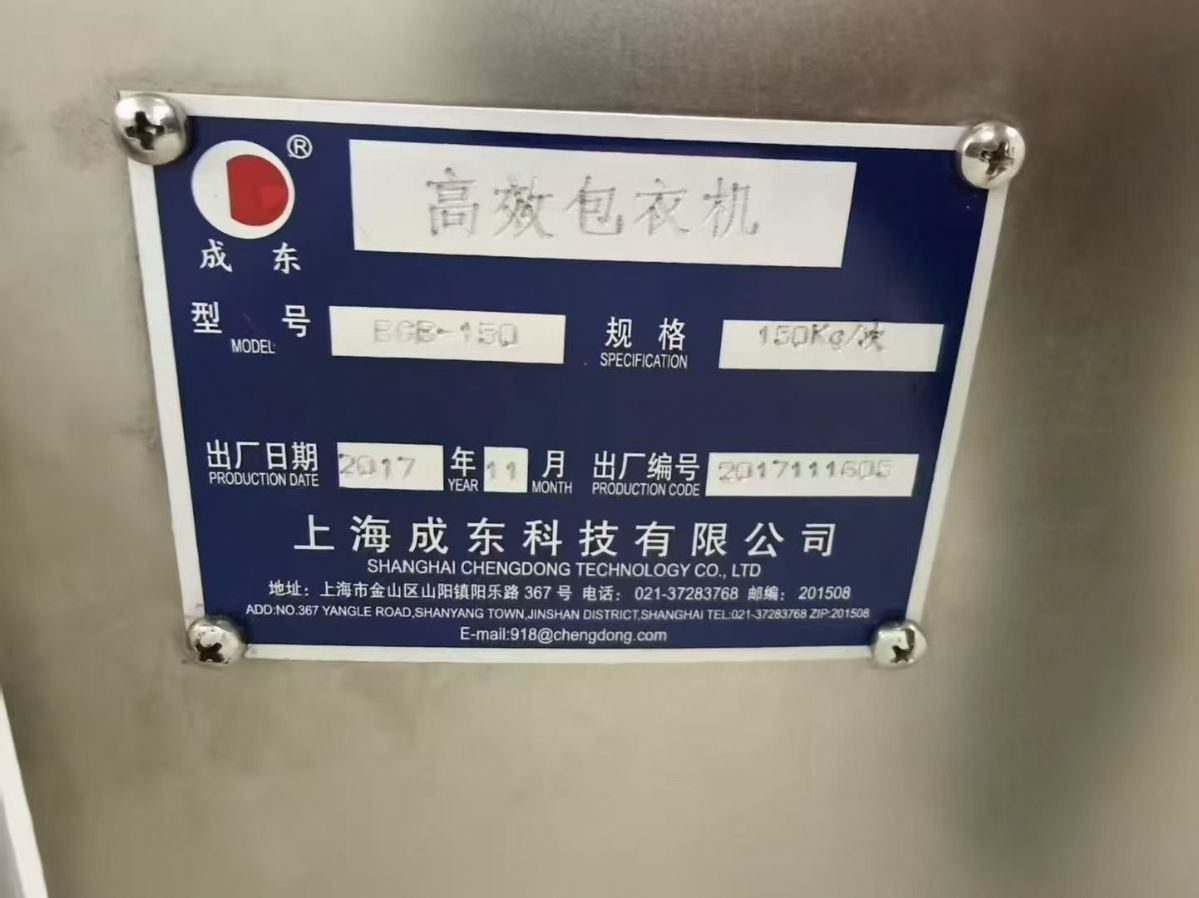 ®
高效包衣机
成 东
型 号 BGB-150 规 格 150Kg/次
MODEL SPECIFICATION
出厂日期 2017 年 11 月 出厂编号 2017111605
PRODUCTION DATE YEAR MONTH PRODUCTION CODE
上海成东科技有限公司
SHANGHAI CHENGDONG TECHNOLOGY CO., LTD
地址：上海市金山区山阳镇阳乐路 367 号 电话： 021-37283768 邮编： 201508
ADD:NO.367 YANGLE ROAD,SHANYANG TOWN,JINSHAN DISTRICT,SHANGHAI TEL:021-37283768 ZIP:201508
E-mail:918@chengdong.com